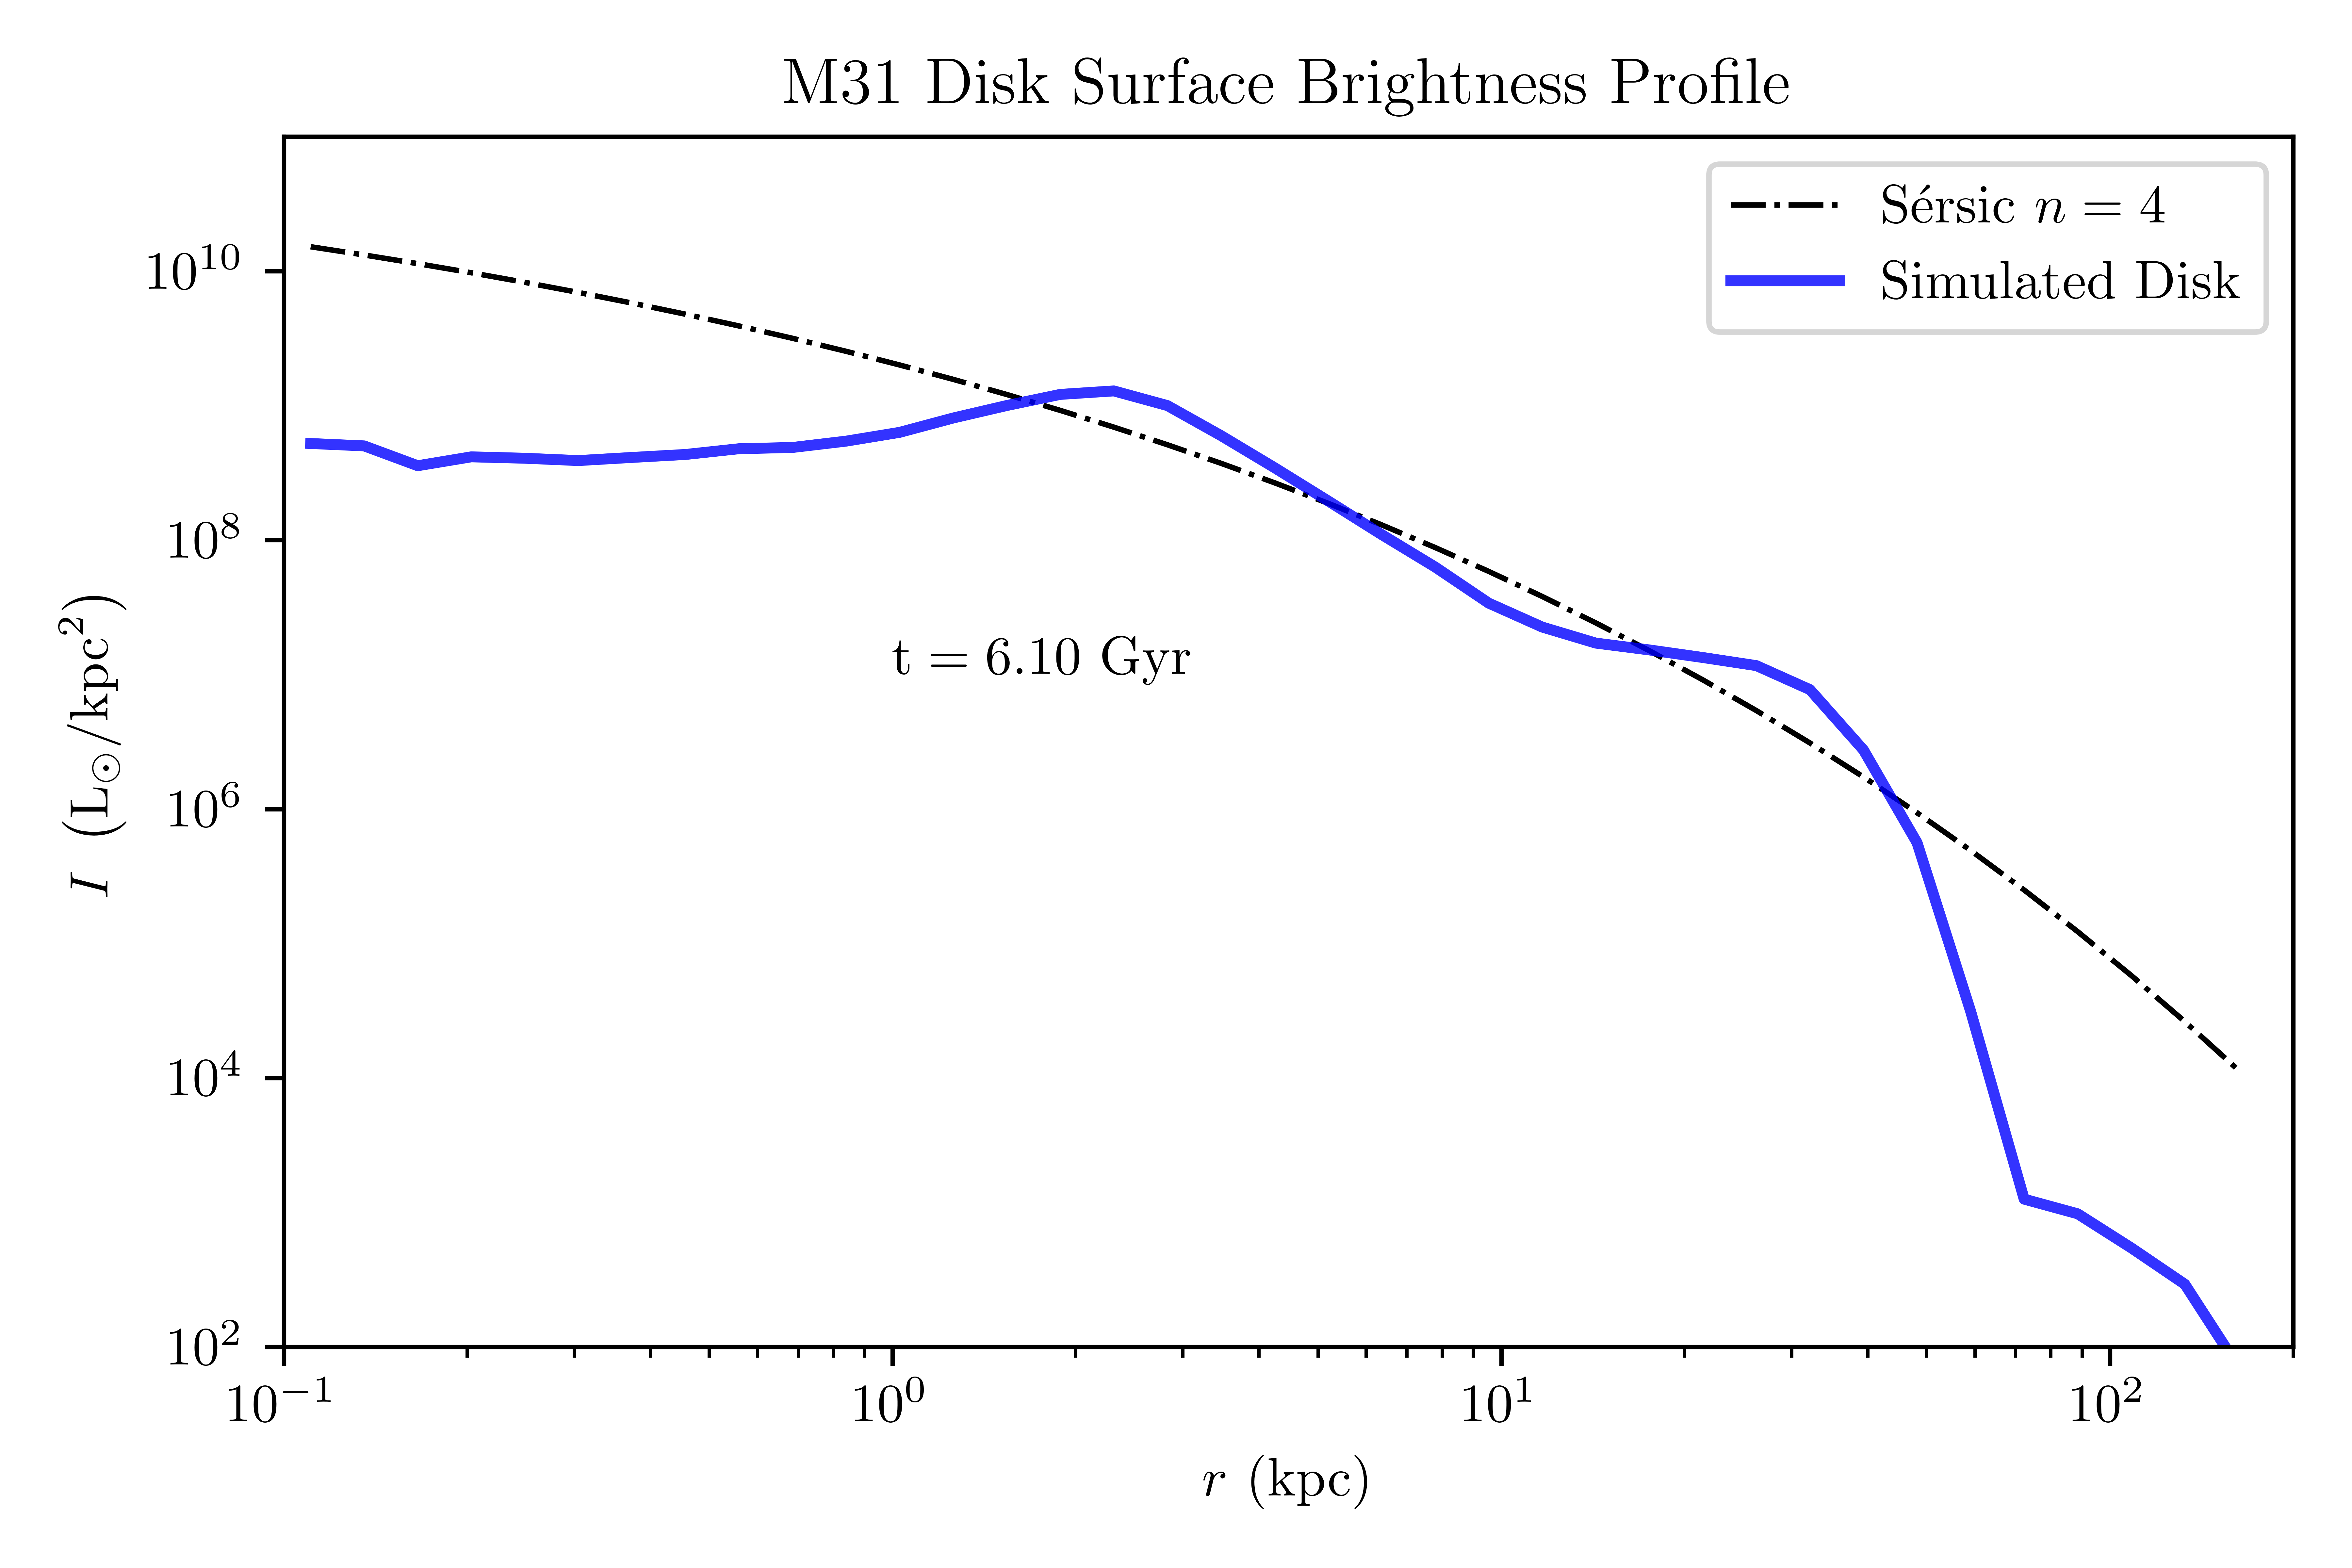 M31 Disk Surface Brightness Profile
Sérsic n = 4
Simulated Disk
10¹⁰
10⁸
10⁶
10⁴
10²
I (L⊙/kpc²)
t = 6.10 Gyr
10⁻¹
10⁰
10¹
10²
r (kpc)